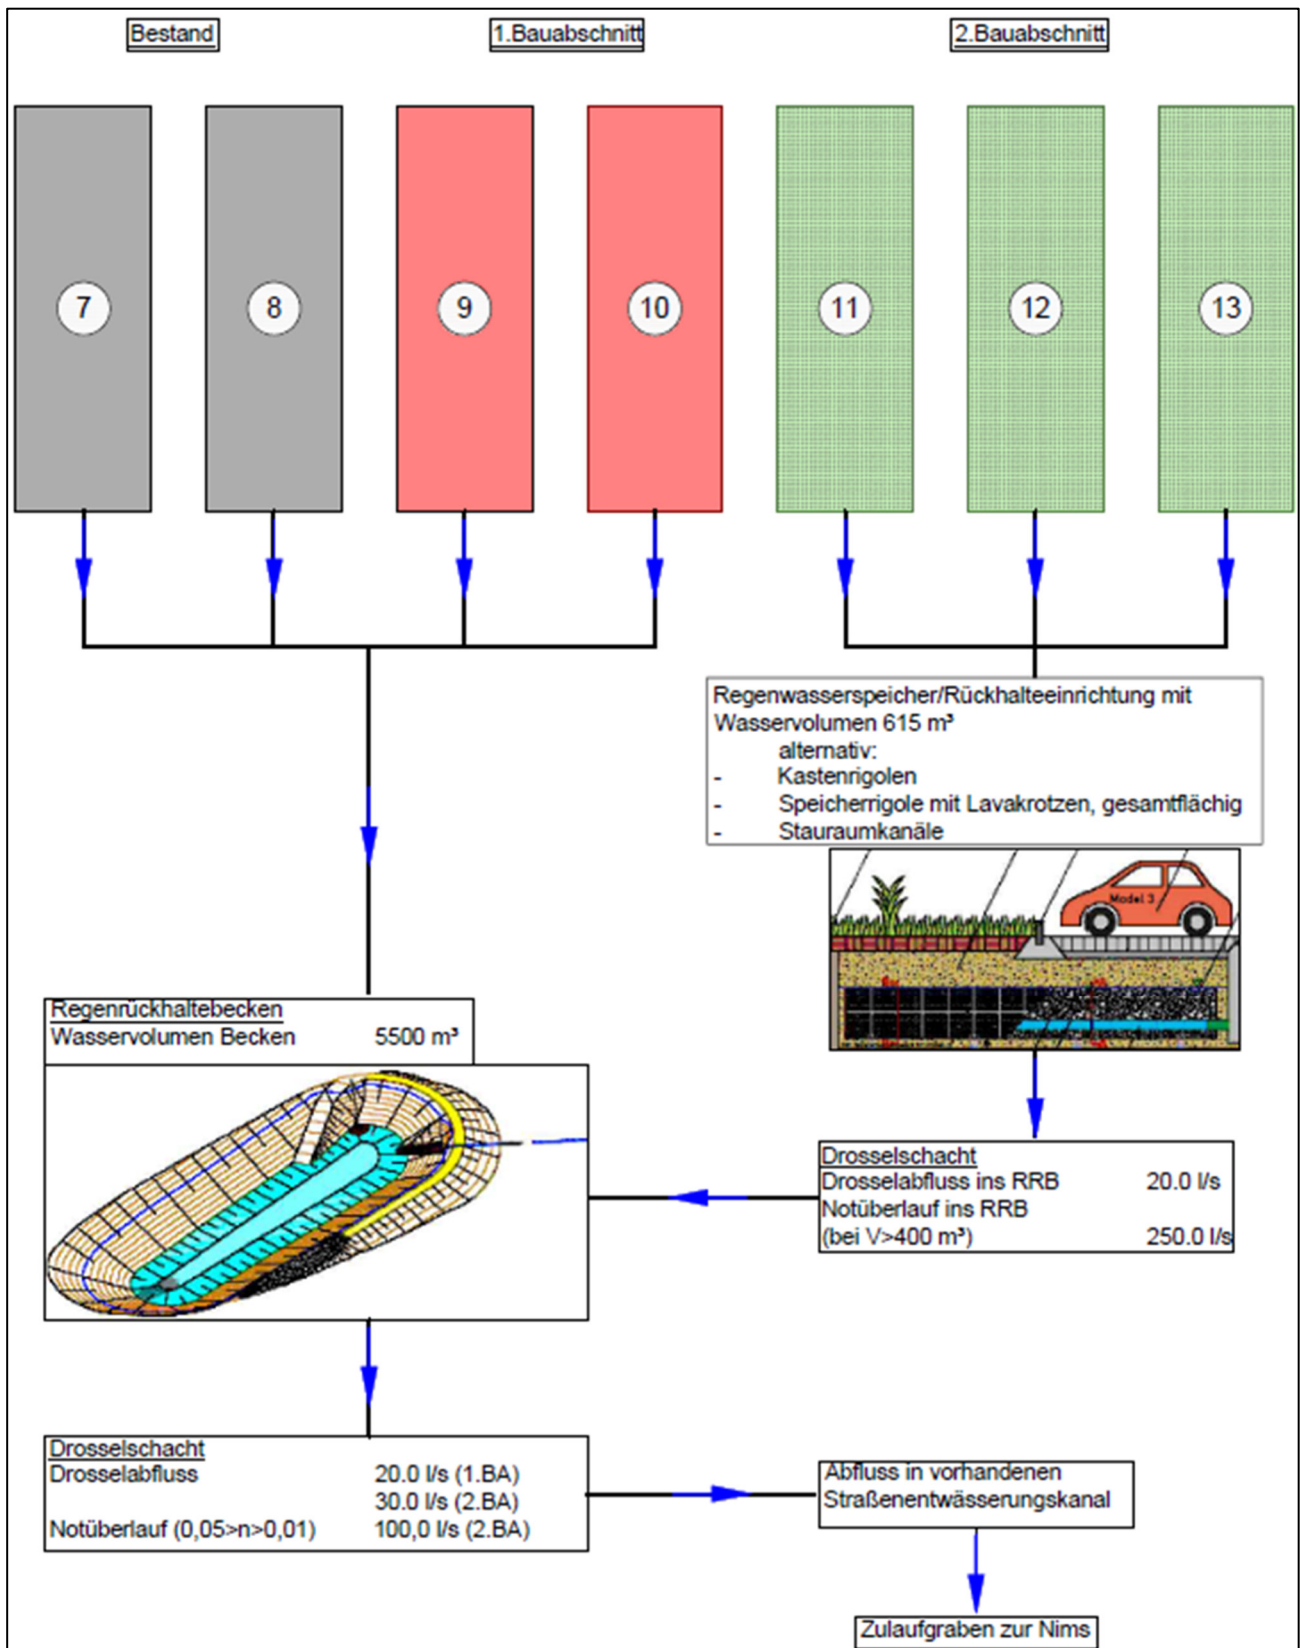 Bestand
1.Bauabschnitt
2.Bauabschnitt
7
8
9
10
11
12
13
Regenwasserspeicher/Rückhalteeinrichtung mit
Wasservolumen 615 m³
alternativ:
- Kastenrigolen
- Speicherrigole mit Lavakrotzen, gesamtflächig
- Stauraumkanäle
Model 3
Regenrückhaltebecken
Wasservolumen Becken 5500 m³
Drosselschacht
Drosselabfluss ins RRB 20.0 l/s
Notüberlauf ins RRB
(bei V>400 m³) 250.0 l/s
Drosselschacht
Drosselabfluss 20.0 l/s (1.BA)
30.0 l/s (2.BA)
Notüberlauf (0,05>n>0,01) 100,0 l/s (2.BA)
Abfluss in vorhandenen
Straßenentwässerungskanal
Zulaufgraben zur Nims